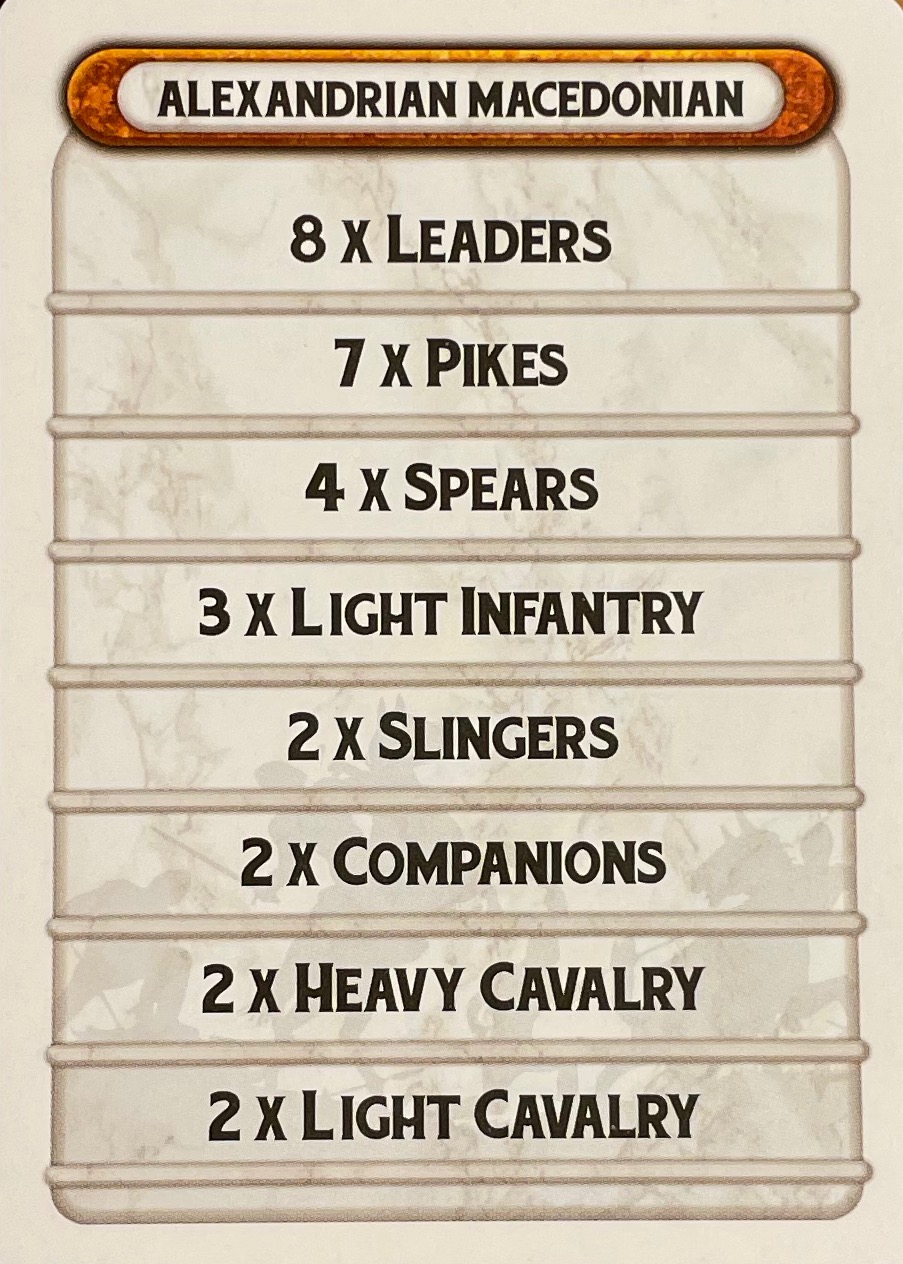 ALEXANDRIAN MACEDONIAN
8 X LEADERS
7 X PIKES
4 X SPEARS
3 X LIGHT INFANTRY
2 X SLINGERS
2 X COMPANIONS
2 X HEAVY CAVALRY
2 X LIGHT CAVALRY